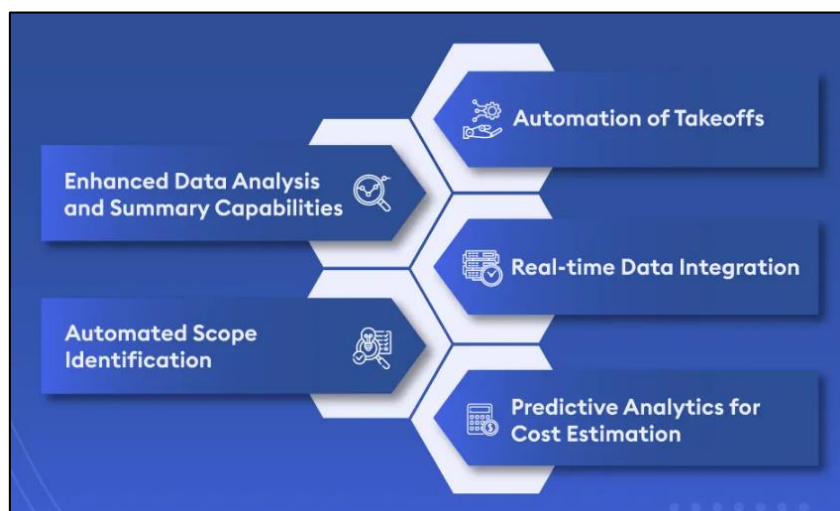 Automation of Takeoffs
Enhanced Data Analysis
and Summary Capabilities
Real-time Data Integration
Automated Scope
Identification
Predictive Analytics for
Cost Estimation